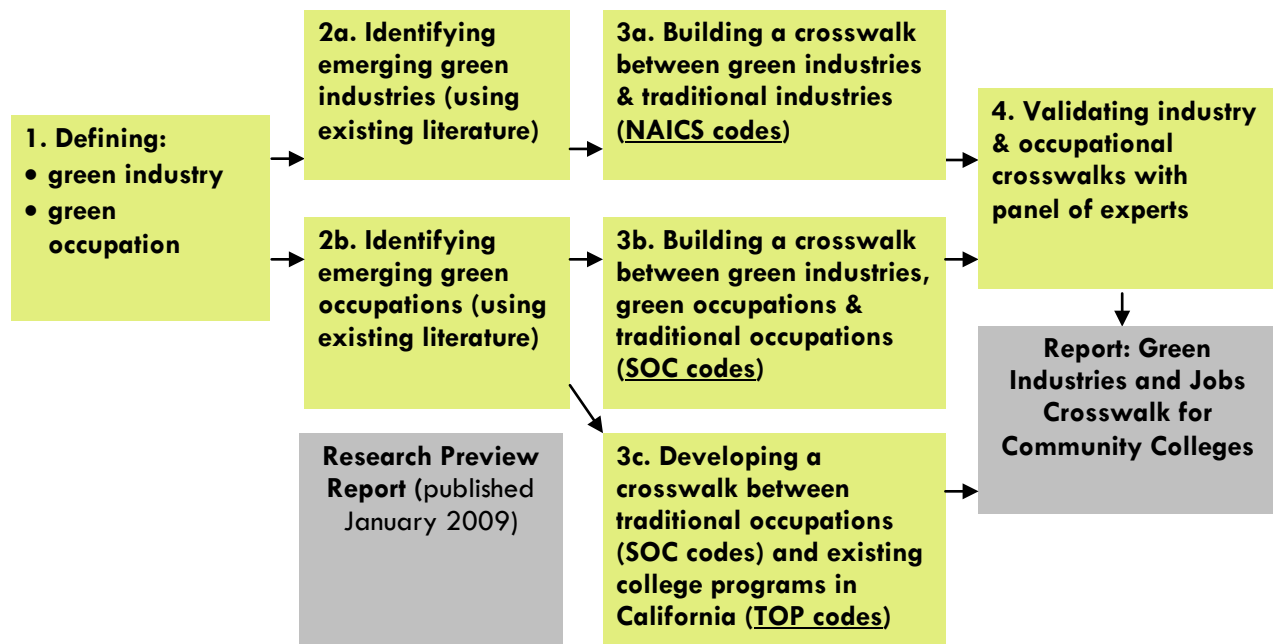 1. Defining:
• green industry
• green
occupation
2a. Identifying
emerging green
industries (using
existing literature)
2b. Identifying
emerging green
occupations (using
existing literature)
Research Preview
Report (published
January 2009)
3a. Building a crosswalk
between green industries
& traditional industries
(NAICS codes)
3b. Building a crosswalk
between green industries,
green occupations &
traditional occupations
(SOC codes)
3c. Developing a
crosswalk between
traditional occupations
(SOC codes) and existing
college programs in
California (TOP codes)
4. Validating industry
& occupational
crosswalks with
panel of experts
Report: Green
Industries and Jobs
Crosswalk for
Community Colleges